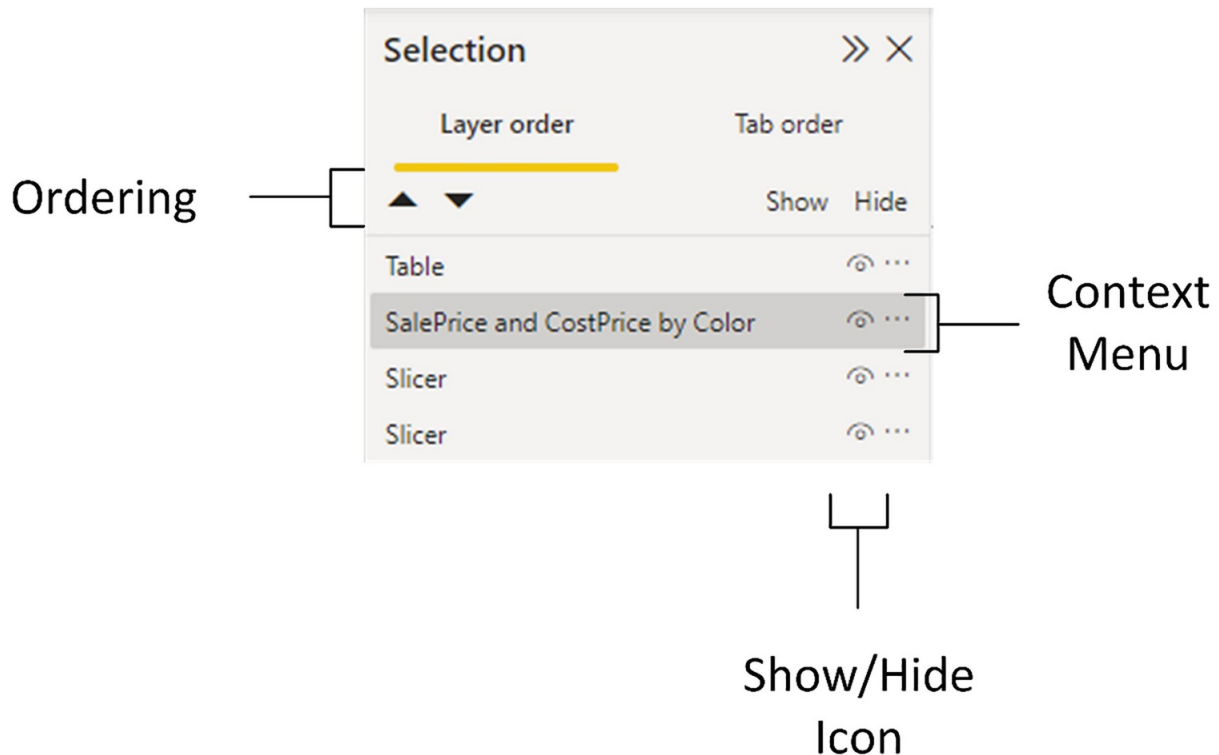 Selection
Layer order Tab order
Ordering
Show Hide
Table
SalePrice and CostPrice by Color
Context
Menu
Slicer
Slicer
Show/Hide
Icon